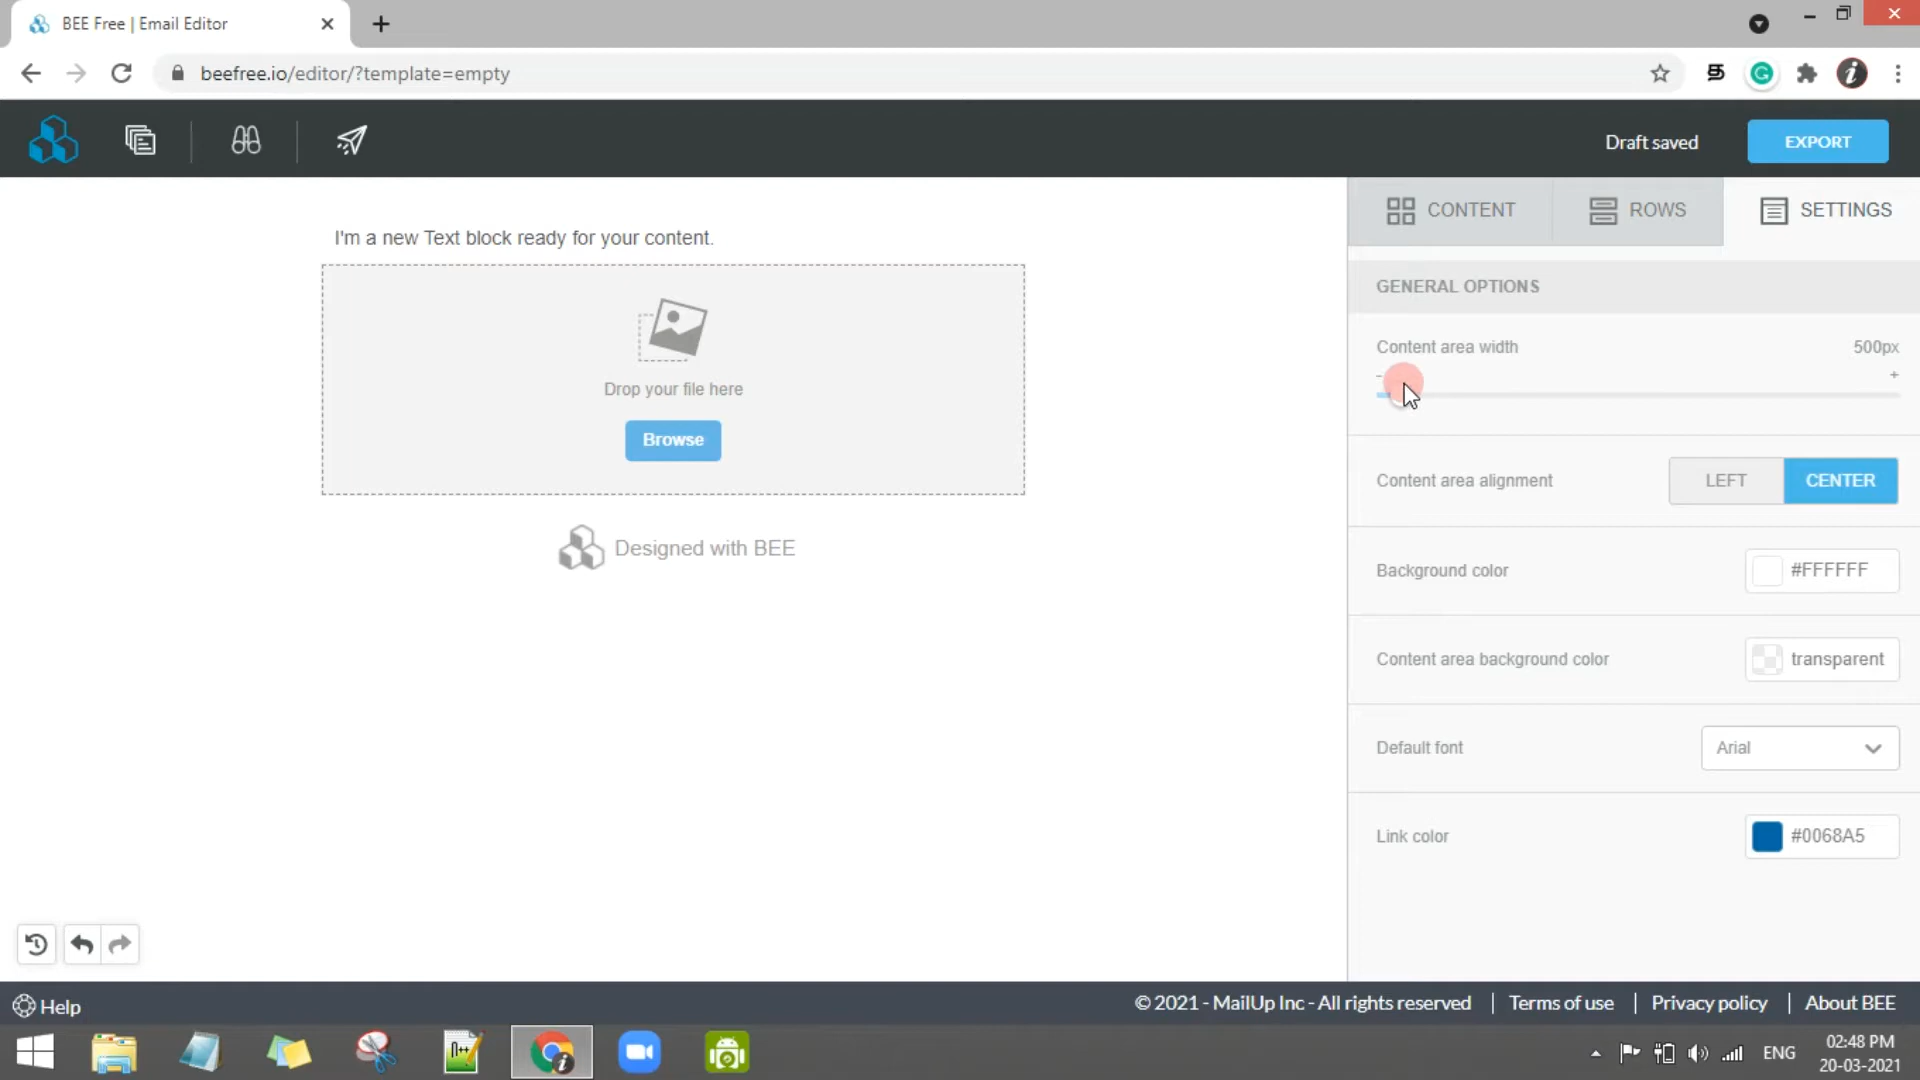 BEE Free | Email Editor
beefree.io/editor/?template=empty
Draft saved
EXPORT
CONTENT
ROWS
SETTINGS
I'm a new Text block ready for your content.
Drop your file here
Browse
Designed with BEE
GENERAL OPTIONS
Content area width
500px
-
+
Content area alignment
LEFT
CENTER
Background color
#FFFFFF
Content area background color
transparent
Default font
Arial
Link color
#0068A5
Help
© 2021 - MailUp Inc - All rights reserved | Terms of use | Privacy policy | About BEE
ENG
02:48 PM
20-03-2021